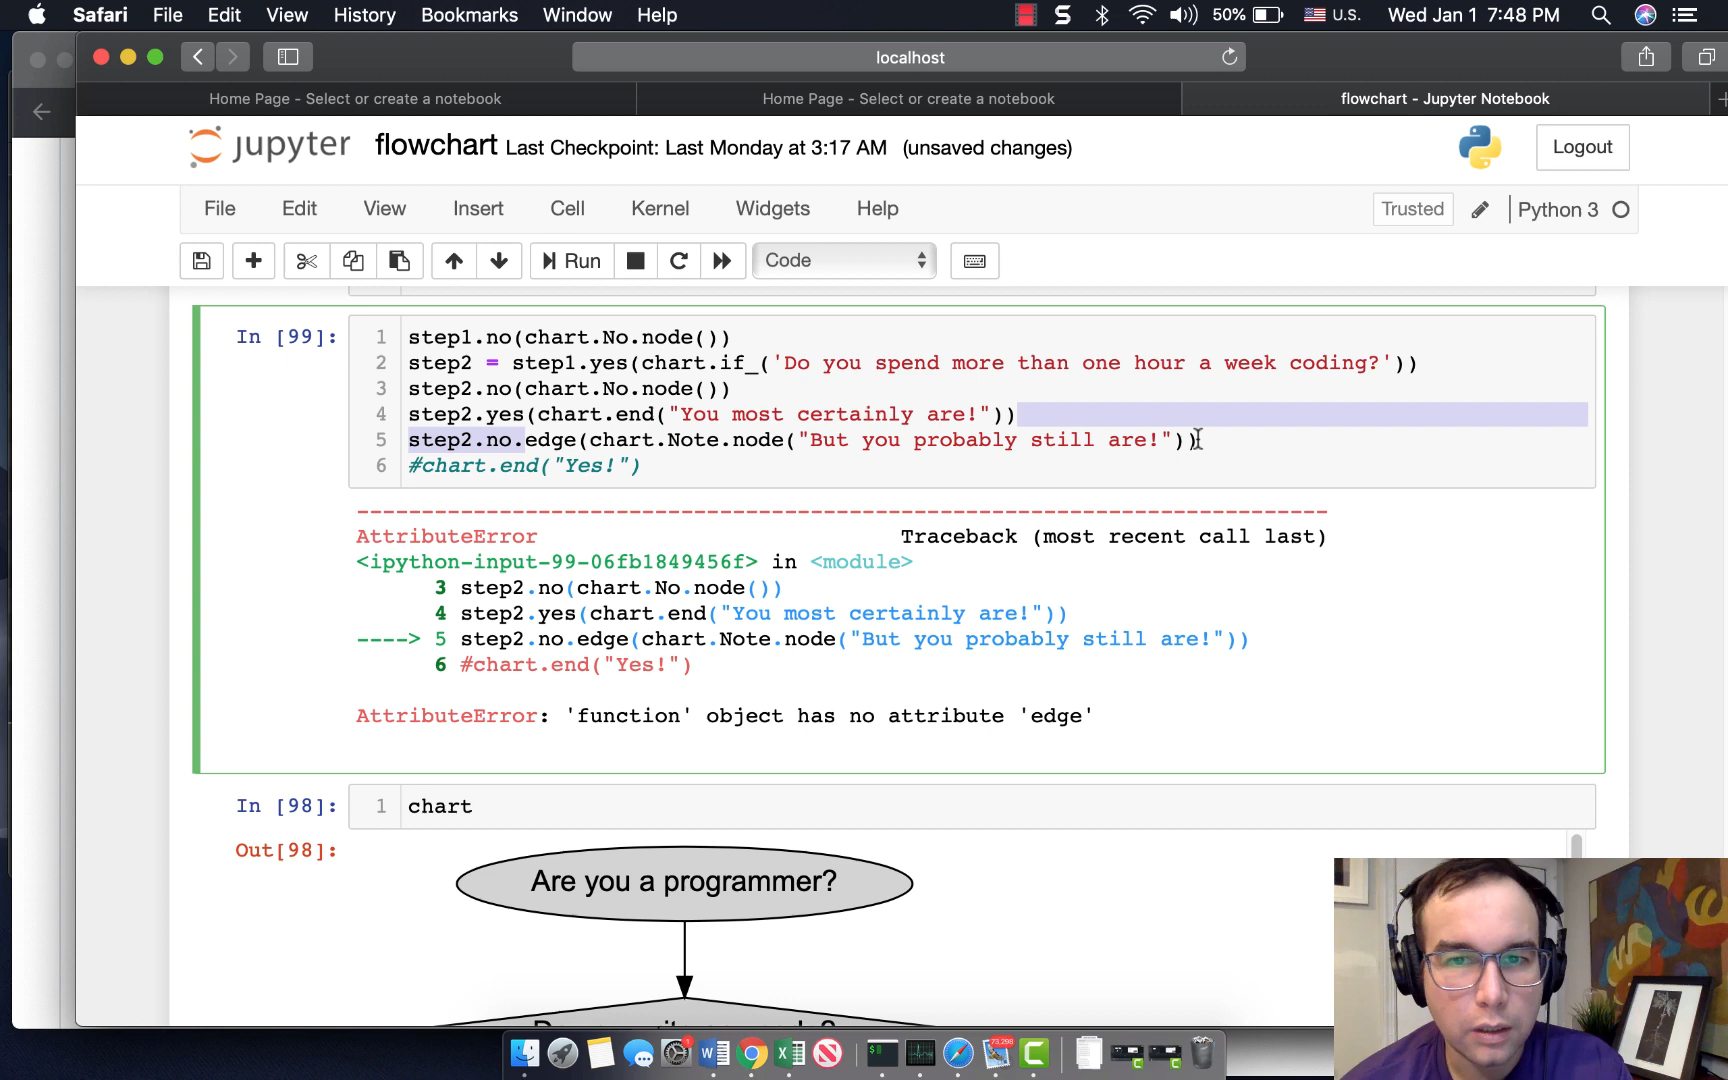 Safari File Edit View History Bookmarks Window Help 50% U.S. Wed Jan 1 7:48 PM
localhost
Home Page - Select or create a notebook Home Page - Select or create a notebook flowchart - Jupyter Notebook
jupyter flowchart Last Checkpoint: Last Monday at 3:17 AM (unsaved changes) Logout
File Edit View Insert Cell Kernel Widgets Help Trusted Python 3
Run Code
In [99]: 1 step1.no(chart.No.node())
2 step2 = step1.yes(chart.if_('Do you spend more than one hour a week coding?'))
3 step2.no(chart.No.node())
4 step2.yes(chart.end("You most certainly are!"))
5 step2.no.edge(chart.Note.node("But you probably still are!"))
6 #chart.end("Yes!")
---------------------------------------------------------------------------
AttributeError Traceback (most recent call last)
<ipython-input-99-06fb1849456f> in <module>
3 step2.no(chart.No.node())
4 step2.yes(chart.end("You most certainly are!"))
----> 5 step2.no.edge(chart.Note.node("But you probably still are!"))
6 #chart.end("Yes!")
AttributeError: 'function' object has no attribute 'edge'
In [98]: 1 chart
Out[98]:
Are you a programmer?